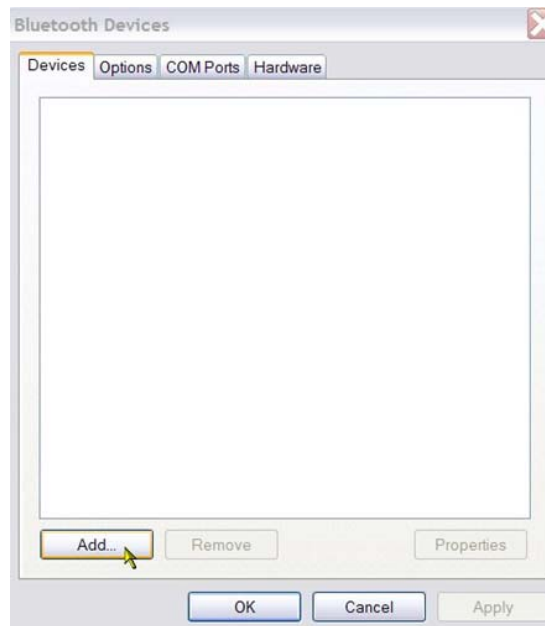 Bluetooth Devices
Devices Options COM Ports Hardware
Add... Remove Properties
OK Cancel Apply